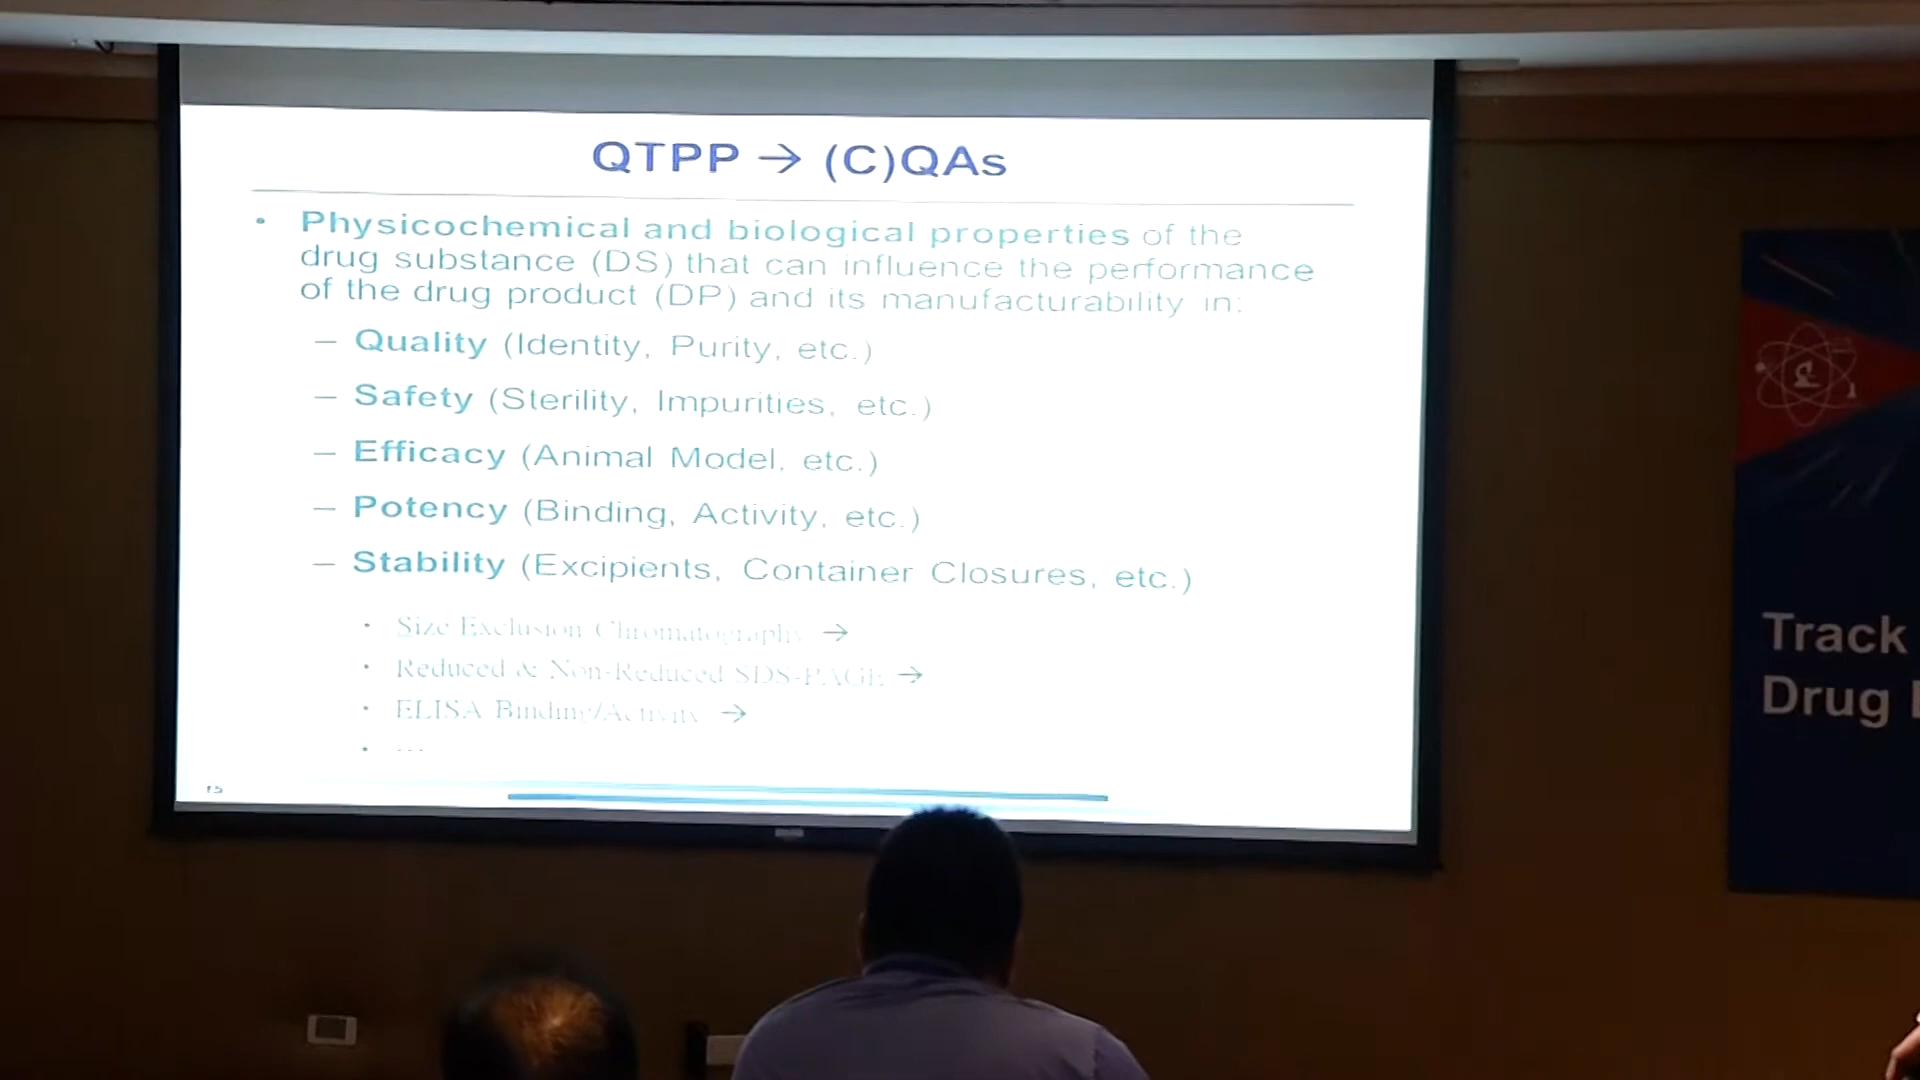 QTPP → (C)QAs
• Physicochemical and biological properties of the
drug substance (DS) that can influence the performance
of the drug product (DP) and its manufacturability in:
– Quality (Identity, Purity, etc.)
– Safety (Sterility, Impurities, etc.)
– Efficacy (Animal Model, etc.)
– Potency (Binding, Activity, etc.)
– Stability (Excipients, Container Closures, etc.)
• Size Exclusion Chromatography →
• Reduced & Non-Reduced SDS-PAGE →
• ELISA Binding/Activity →
• ...
15
Track
Drug